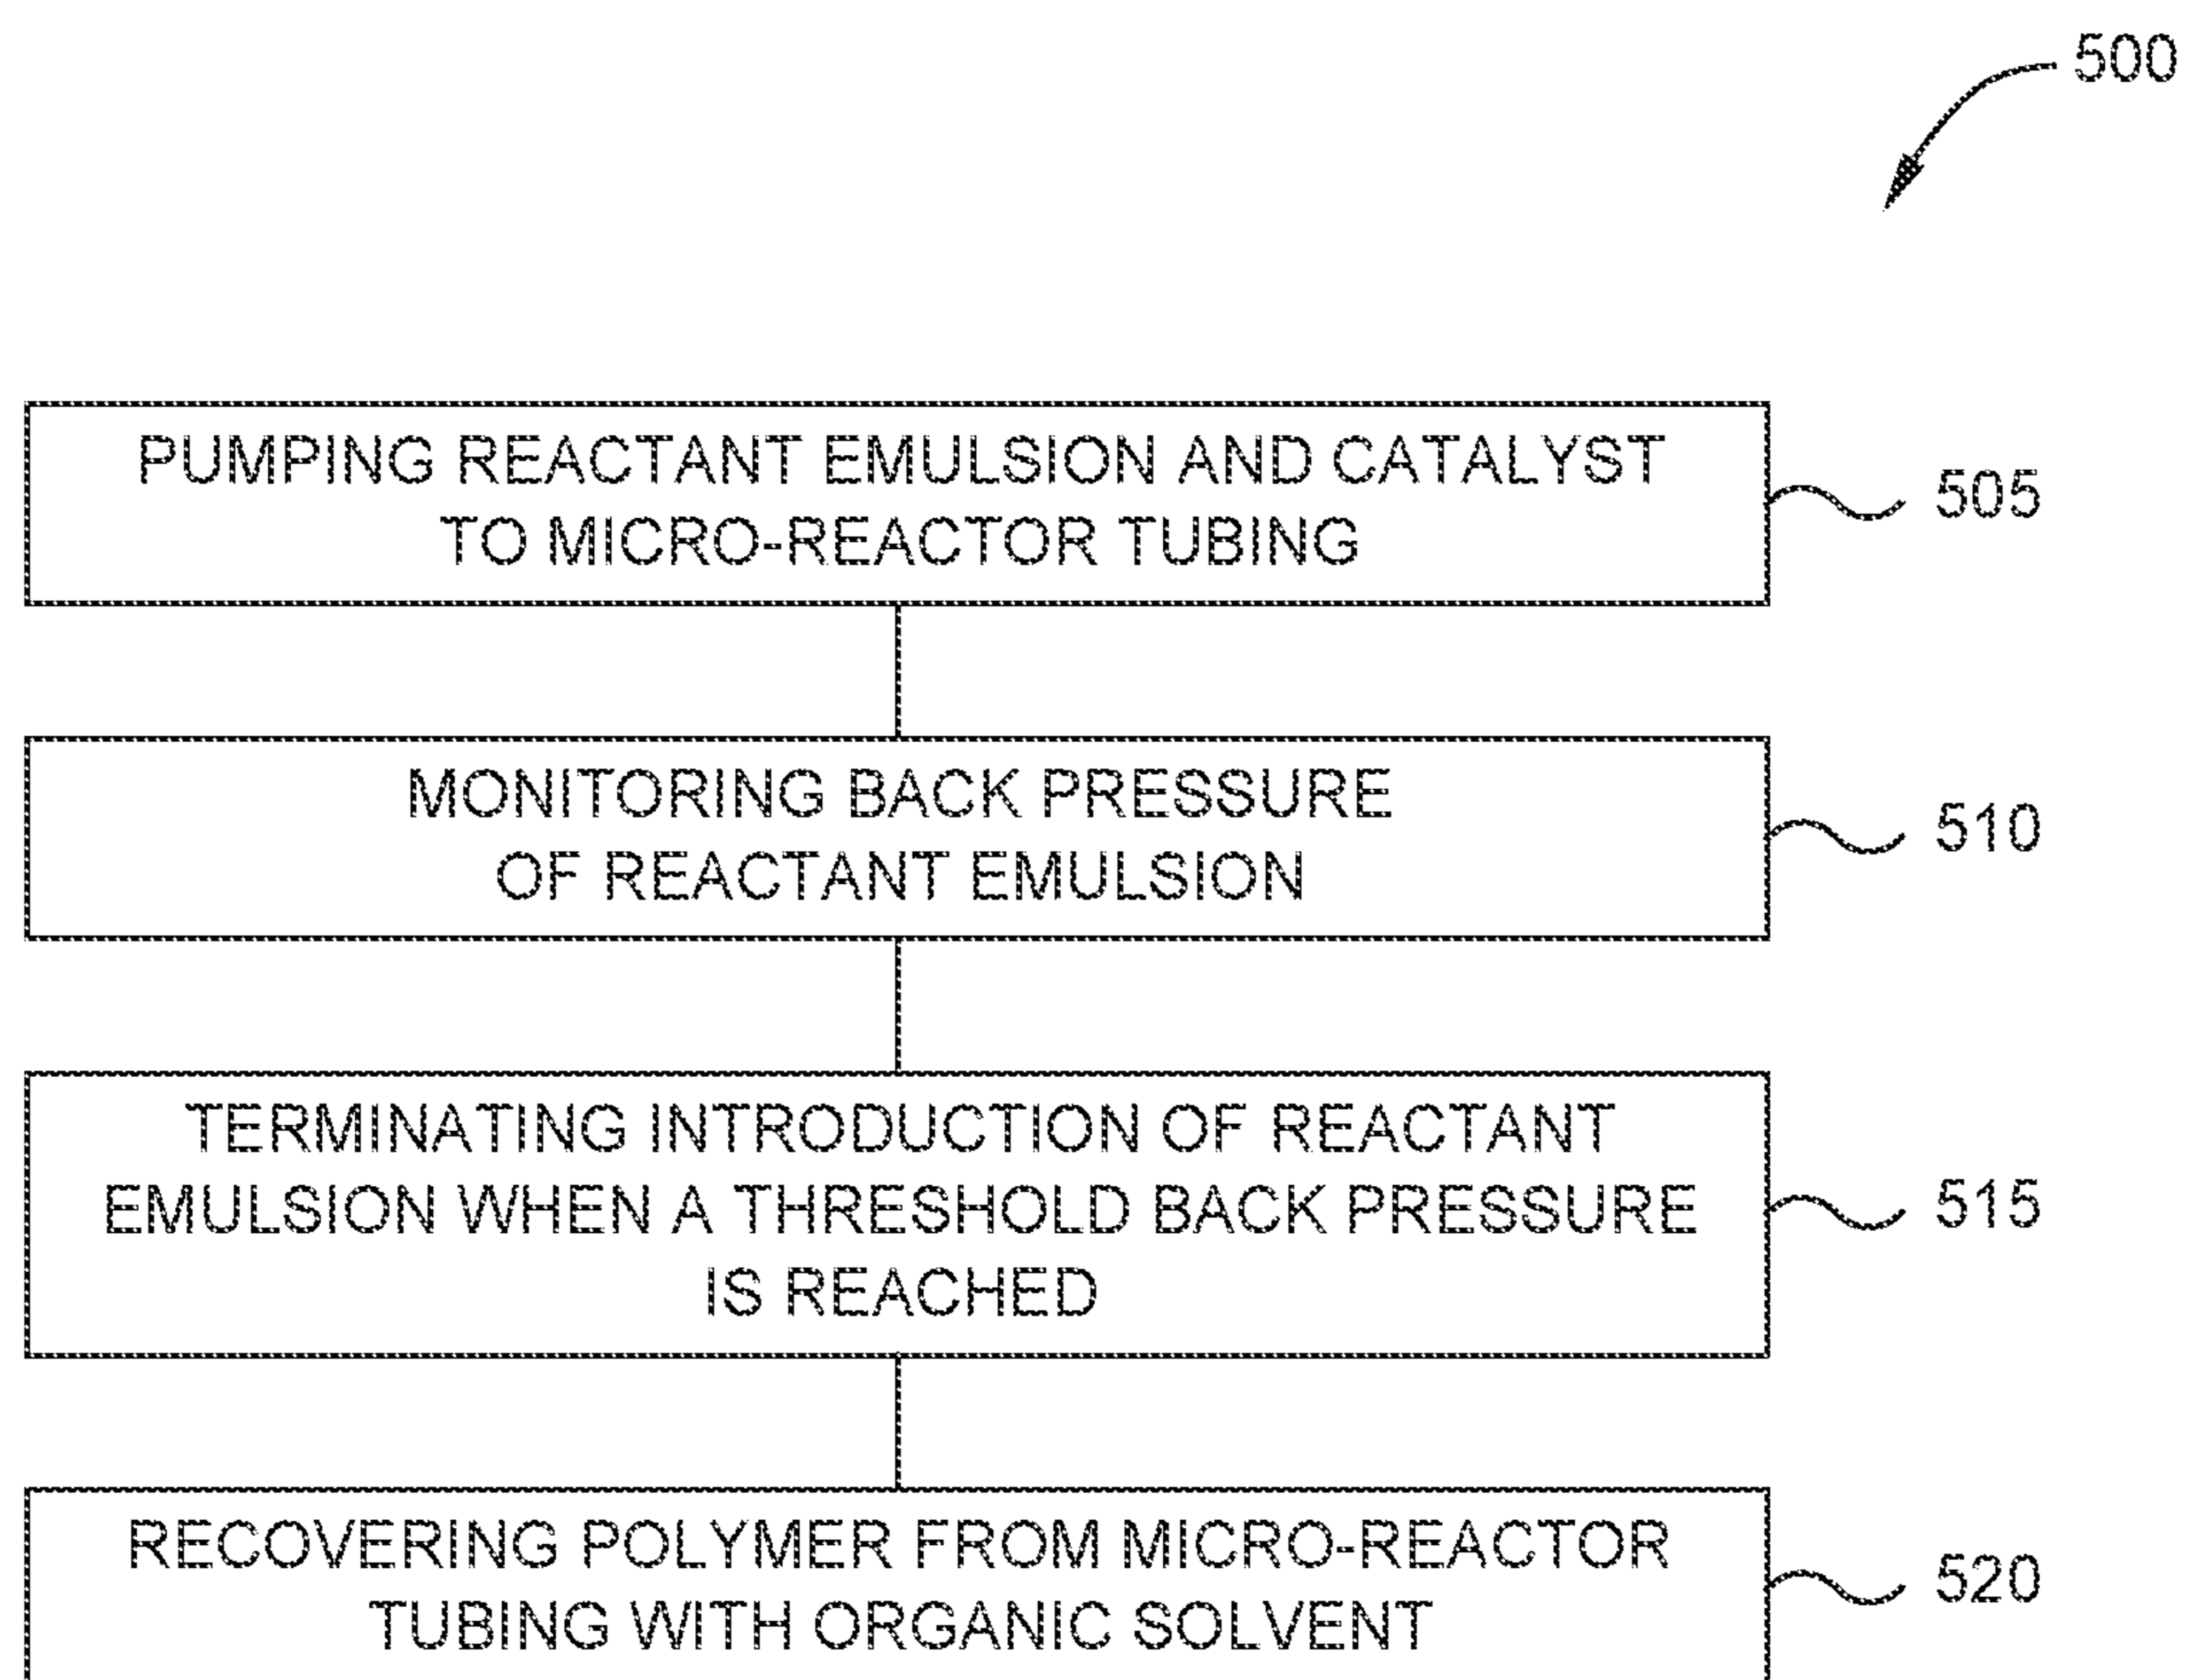 500
PUMPING REACTANT EMULSION AND CATALYST
TO MICRO-REACTOR TUBING
505
MONITORING BACK PRESSURE
OF REACTANT EMULSION
510
TERMINATING INTRODUCTION OF REACTANT
EMULSION WHEN A THRESHOLD BACK PRESSURE
IS REACHED
515
RECOVERING POLYMER FROM MICRO-REACTOR
TUBING WITH ORGANIC SOLVENT
520